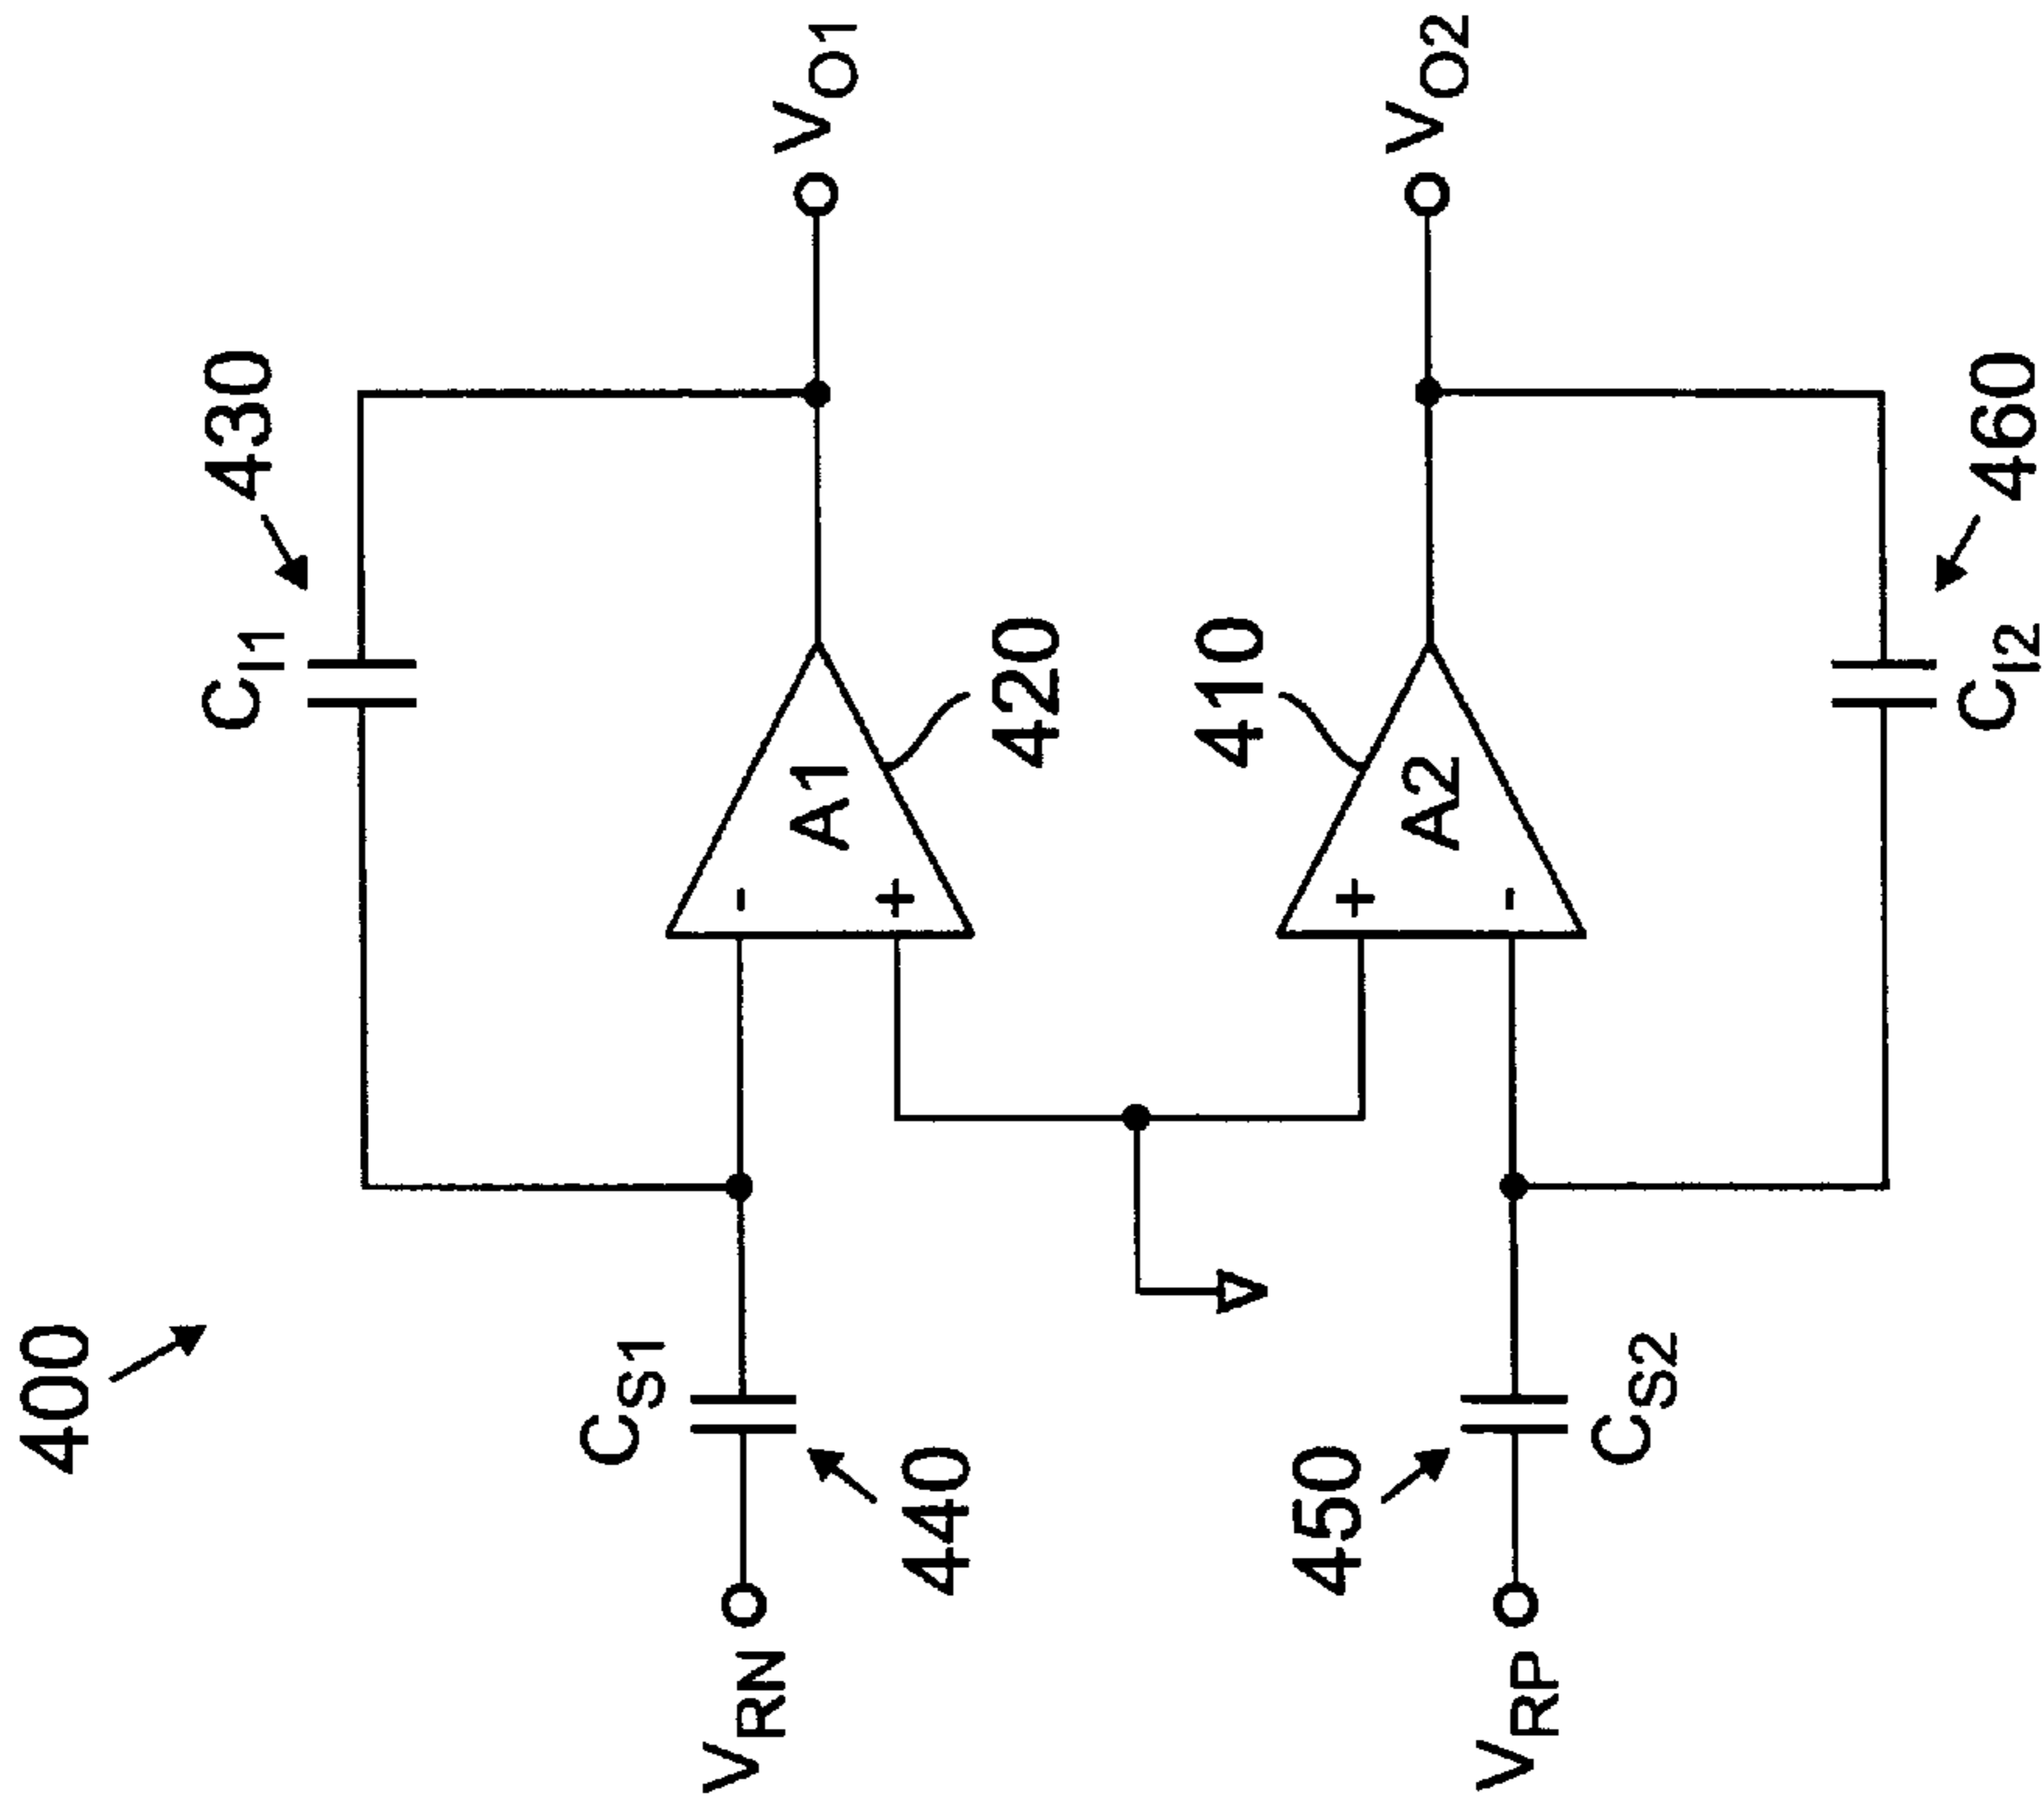 400
CI1 430
CS1
VRN
-
A1
VO1
+
440
420
410
450
+
A2
VO2
-
VRP
CS2
CI2 460